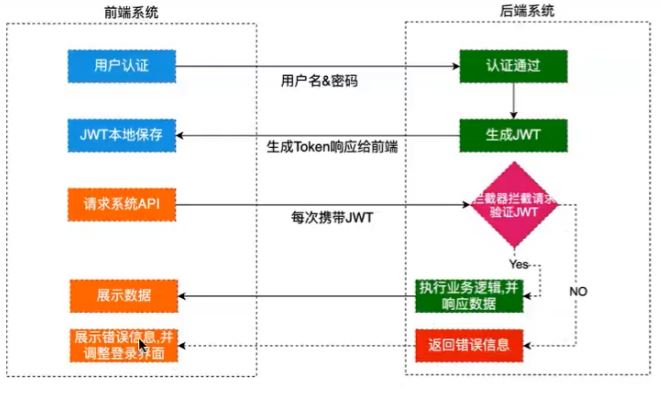 前端系统
后端系统
用户认证
用户名&密码
认证通过
JWT本地保存
生成Token响应给前端
生成JWT
请求系统API
每次携带JWT
拦截器拦截请求
验证JWT
Yes
NO
展示数据
执行业务逻辑,并
响应数据
展示错误信息,并
调整登录界面
返回错误信息